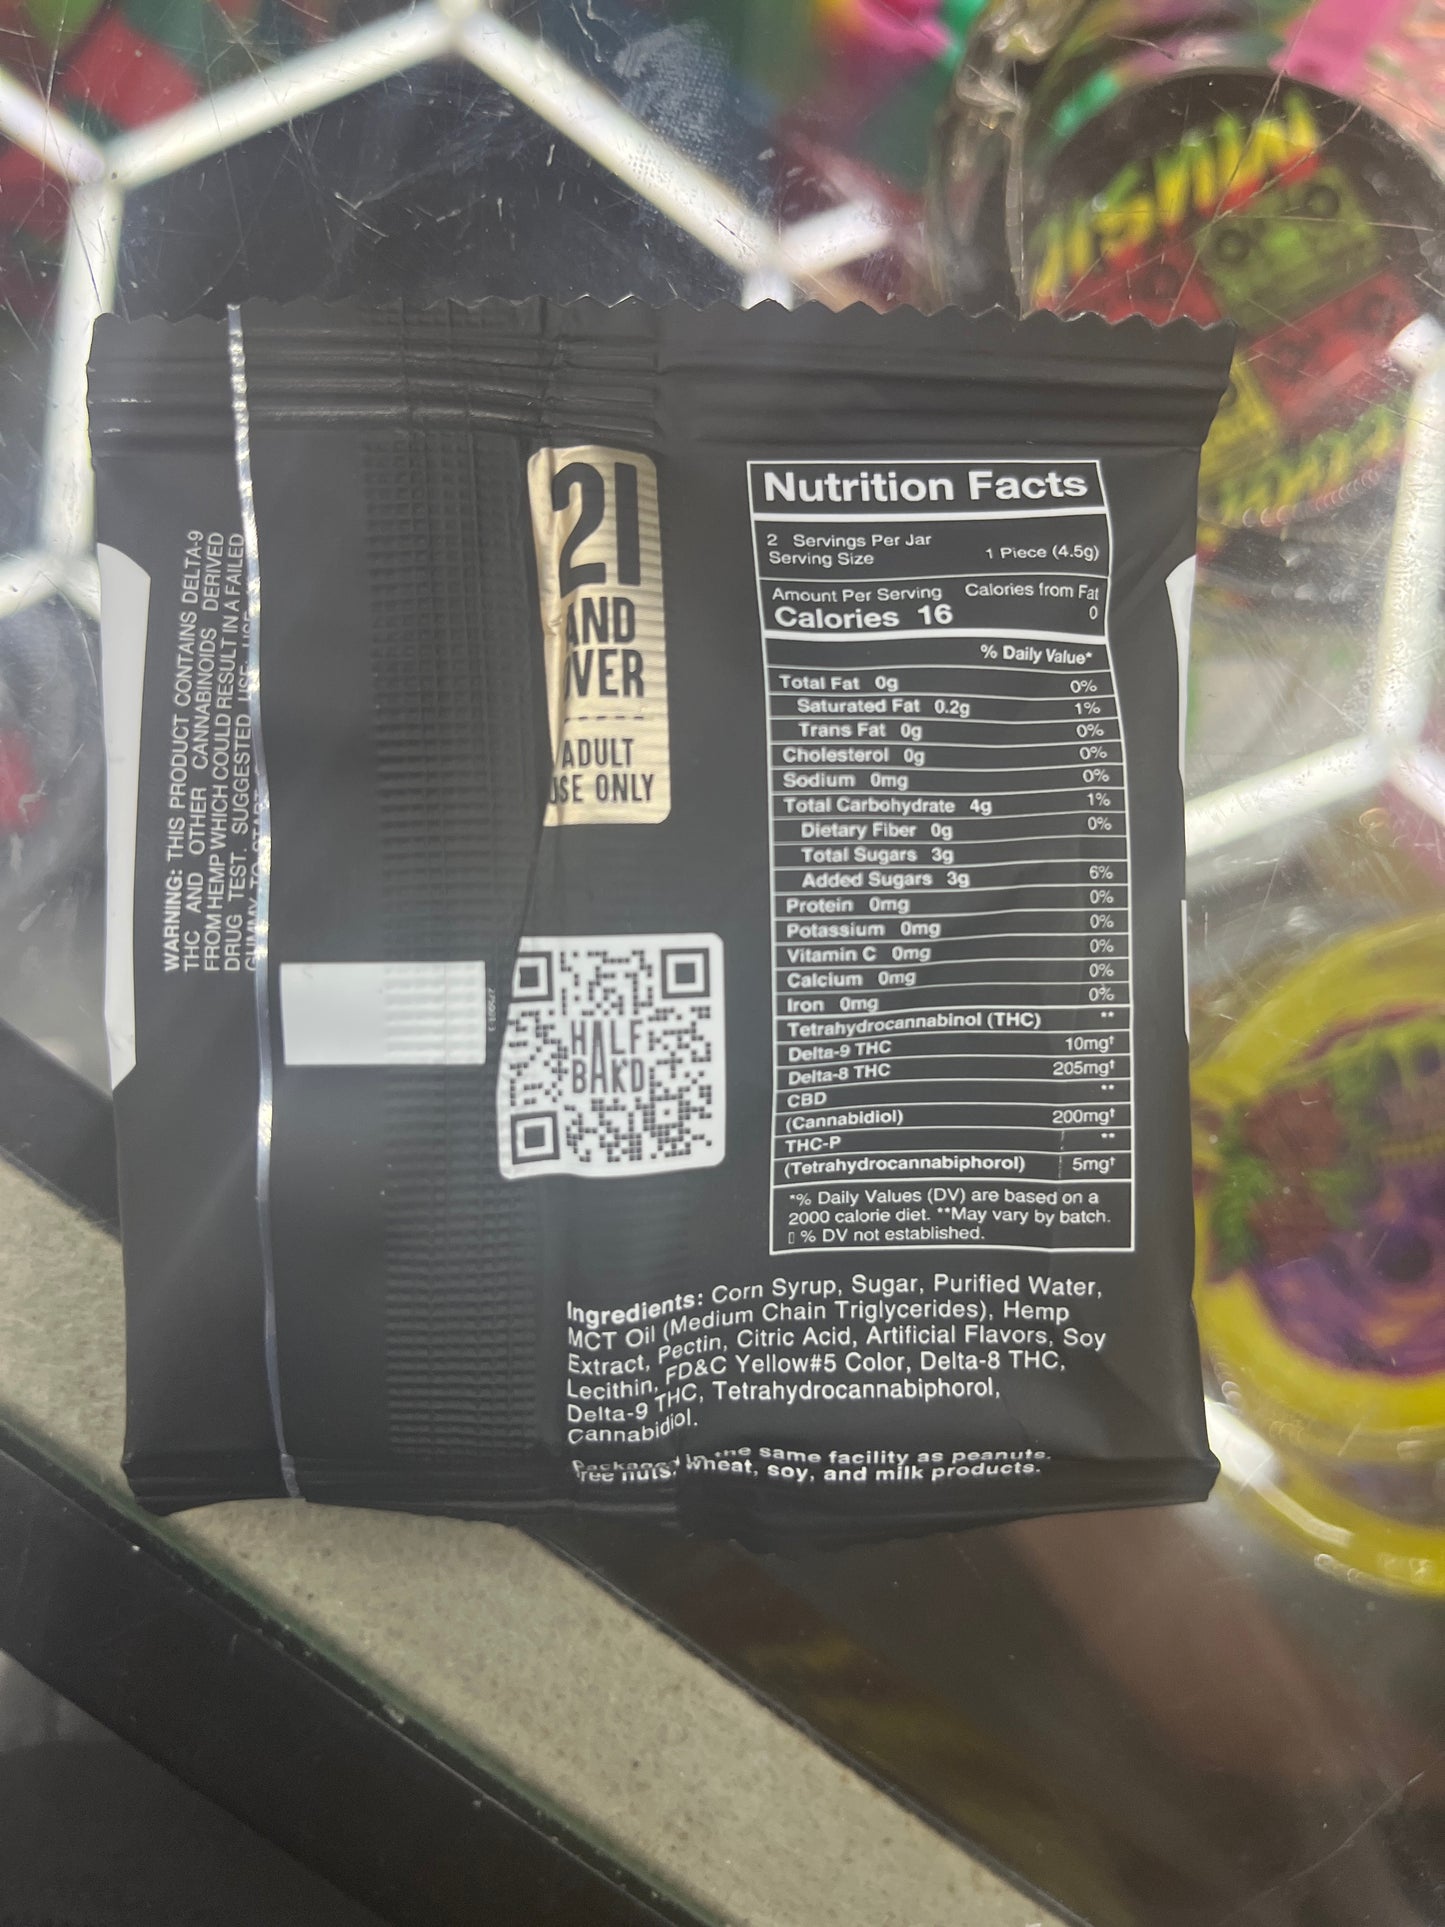 WARNING: THIS PRODUCT CONTAINS DELTA-9
THC AND OTHER CANNABINOIDS DERIVED
FROM HEMP WHICH COULD RESULT IN A FAILED
DRUG TEST. SUGGESTED USE:
GUMMY TO START
21
AND
OVER
ADULT
USE ONLY
HALF
BAKD
Nutrition Facts
2 Servings Per Jar
Serving Size 1 Piece (4.5g)
Amount Per Serving Calories from Fat
Calories 16 0
% Daily Value*
Total Fat 0g 0%
Saturated Fat 0.2g 1%
Trans Fat 0g 0%
Cholesterol 0g 0%
Sodium 0mg 0%
Total Carbohydrate 4g 1%
Dietary Fiber 0g 0%
Total Sugars 3g
Added Sugars 3g 6%
Protein 0mg 0%
Potassium 0mg 0%
Vitamin C 0mg 0%
Calcium 0mg 0%
Iron 0mg 0%
Tetrahydrocannabinol (THC) **
Delta-9 THC 10mg†
Delta-8 THC 205mg†
CBD **
(Cannabidiol) 200mg†
THC-P **
(Tetrahydrocannabiphorol) 5mg†
*% Daily Values (DV) are based on a
2000 calorie diet. **May vary by batch.
▯ % DV not established.
Ingredients: Corn Syrup, Sugar, Purified Water,
MCT Oil (Medium Chain Triglycerides), Hemp
Extract, Pectin, Citric Acid, Artificial Flavors, Soy
Lecithin, FD&C Yellow#5 Color, Delta-8 THC,
Delta-9 THC, Tetrahydrocannabiphorol,
Cannabidiol.
Packaged in the same facility as peanuts,
Tree nuts, Wheat, soy, and milk products.